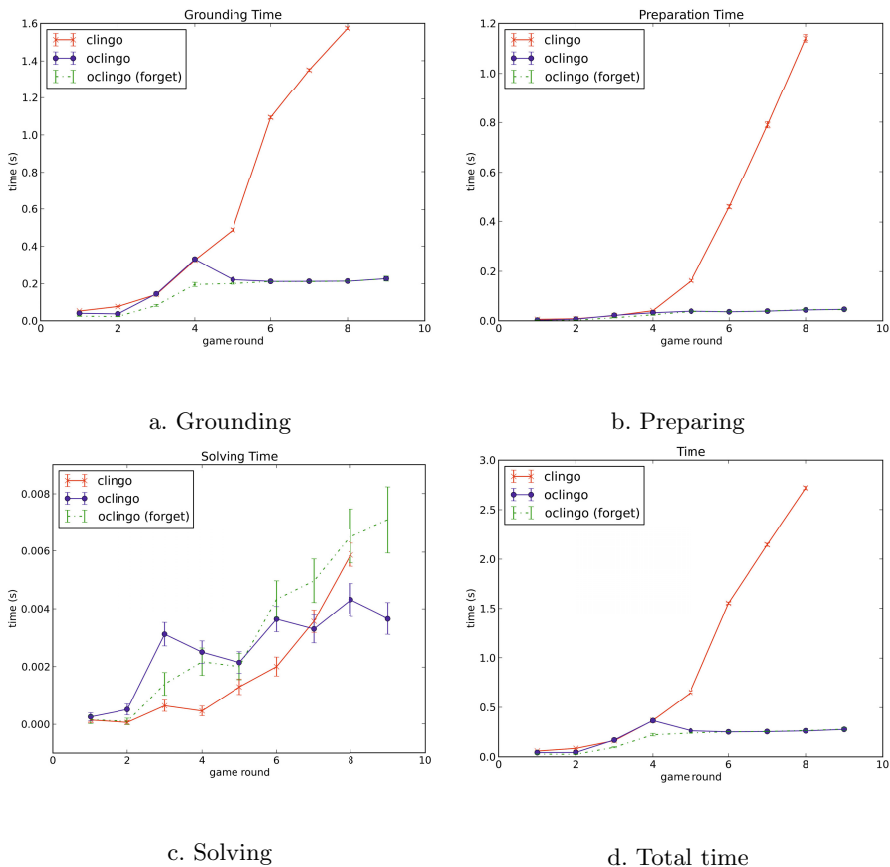 Grounding Time
1.6
1.4
1.2
1.0
0.8
0.6
0.4
0.2
0.0
time (s)
clingo
oclingo
oclingo (forget)
0 2 4 6 8 10
game round
a. Grounding
Preparation Time
1.2
1.0
0.8
0.6
0.4
0.2
0.0
time (s)
clingo
oclingo
oclingo (forget)
0 2 4 6 8 10
game round
b. Preparing
Solving Time
0.008
0.006
0.004
0.002
0.000
time (s)
clingo
oclingo
oclingo (forget)
0 2 4 6 8 10
game round
c. Solving
Time
3.0
2.5
2.0
1.5
1.0
0.5
0.0
time (s)
clingo
oclingo
oclingo (forget)
0 2 4 6 8 10
game round
d. Total time